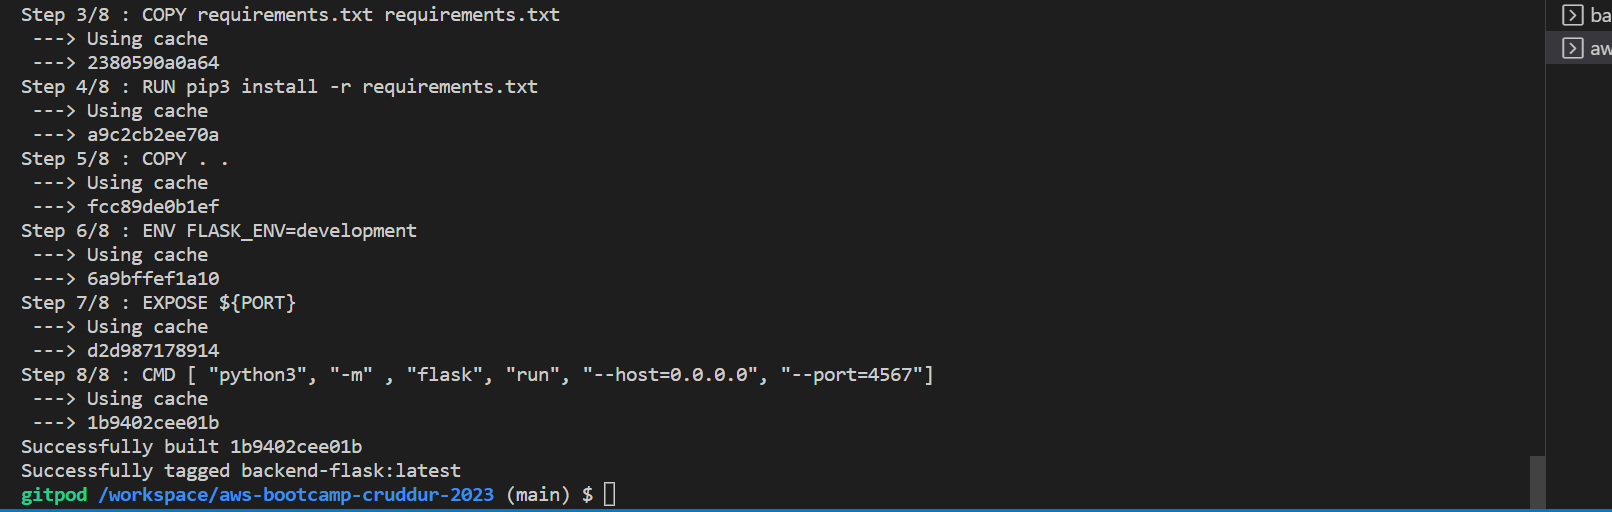 Step 3/8 : COPY requirements.txt requirements.txt
 ---> Using cache
 ---> 2380590a0a64
Step 4/8 : RUN pip3 install -r requirements.txt
 ---> Using cache
 ---> a9c2cb2ee70a
Step 5/8 : COPY . .
 ---> Using cache
 ---> fcc89de0b1ef
Step 6/8 : ENV FLASK_ENV=development
 ---> Using cache
 ---> 6a9bffef1a10
Step 7/8 : EXPOSE ${PORT}
 ---> Using cache
 ---> d2d987178914
Step 8/8 : CMD [ "python3", "-m" , "flask", "run", "--host=0.0.0.0", "--port=4567"]
 ---> Using cache
 ---> 1b9402cee01b
Successfully built 1b9402cee01b
Successfully tagged backend-flask:latest
gitpod /workspace/aws-bootcamp-cruddur-2023 (main) $
ba
aw